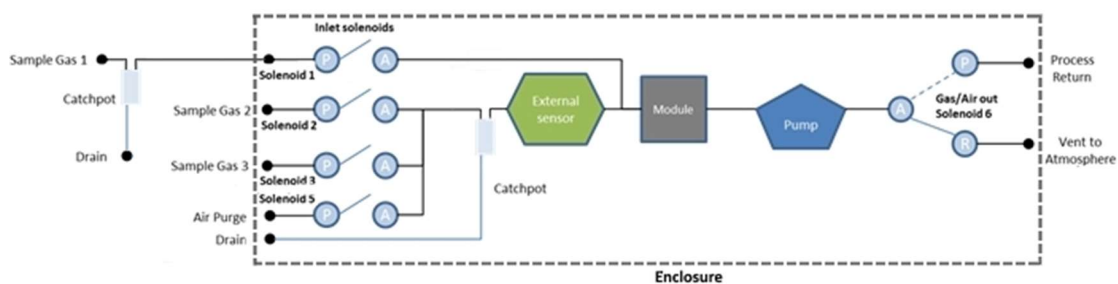 Inlet solenoids
Sample Gas 1
P
A
Solenoid 1
Catchpot
Sample Gas 2
P
A
Solenoid 2
Drain
Sample Gas 3
P
A
Solenoid 3
Solenoid 5
Air Purge
P
A
Drain
Catchpot
External
sensor
Module
Pump
A
P
Gas/Air out
Solenoid 6
R
Process
Return
Vent to
Atmosphere
Enclosure